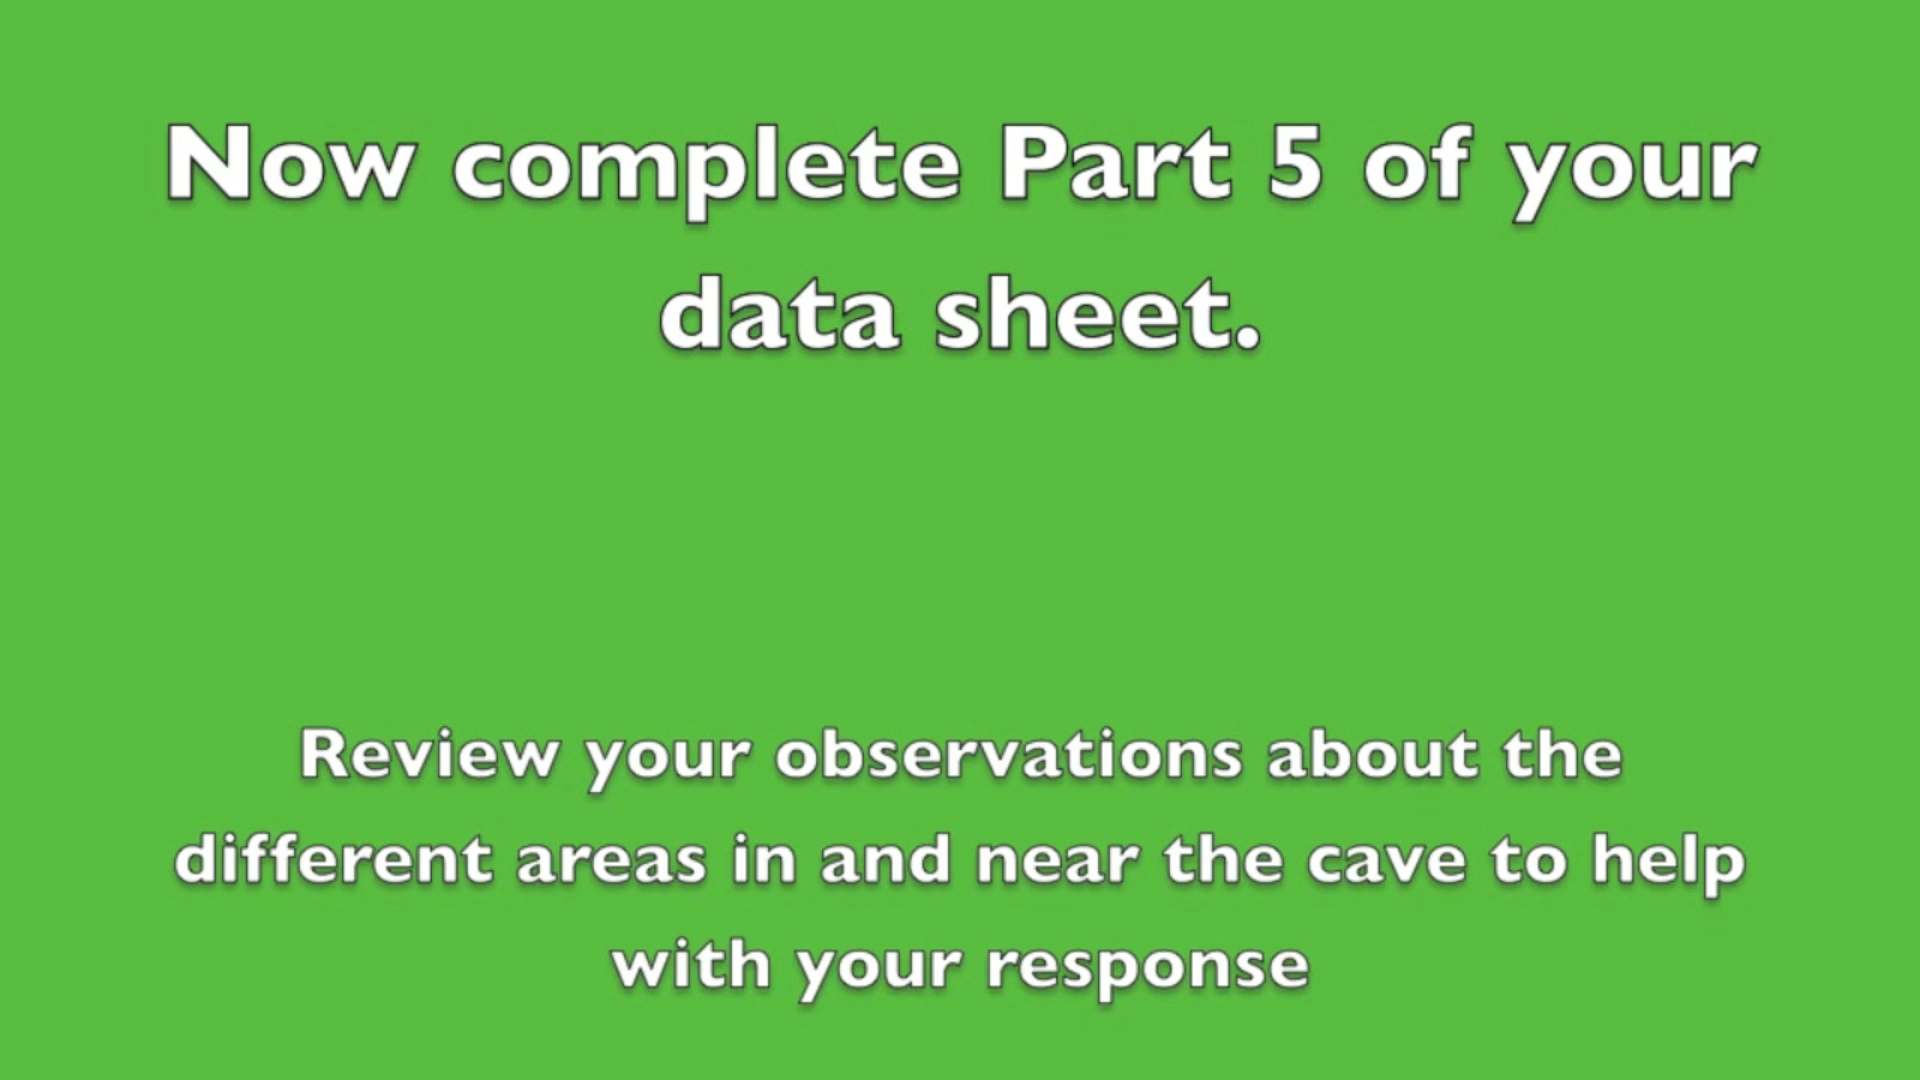 Now complete Part 5 of your
data sheet.
Review your observations about the
different areas in and near the cave to help
with your response